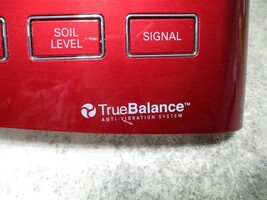 SOIL
LEVEL
SIGNAL
TrueBalance™
ANTI-VIBRATION SYSTEM